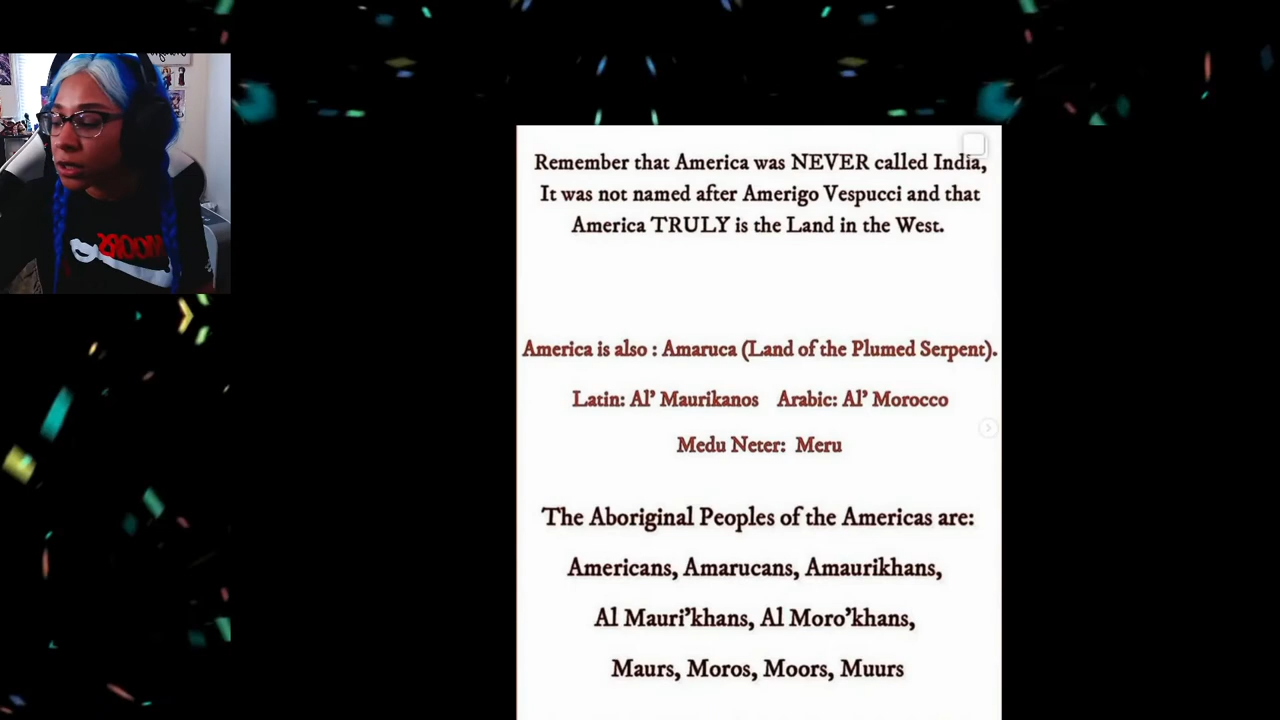 Remember that America was NEVER called India,
It was not named after Amerigo Vespucci and that
America TRULY is the Land in the West.
America is also : Amaruca (Land of the Plumed Serpent).
Latin: Al’ Maurikanos Arabic: Al’ Morocco
Medu Neter: Meru
The Aboriginal Peoples of the Americas are:
Americans, Amarucans, Amaurikhans,
Al Mauri’khans, Al Moro’khans,
Maurs, Moros, Moors, Muurs
MOORS